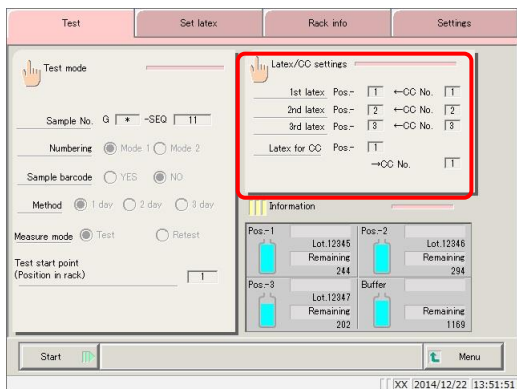 Test Set latex Rack info Settings
Test mode
Sample No. G * -SEQ 11
Numbering Mode 1 Mode 2
Sample barcode YES NO
Method 1 day 2 day 3 day
Measure mode Test Retest
Test start point
(Position in rack) 1
Latex/CC settings
1st latex Pos.- 1 ←CC No. 1
2nd latex Pos.- 2 ←CC No. 2
3rd latex Pos.- 3 ←CC No. 3
Latex for CC Pos.- 1
→CC No. 1
Information
Pos.-1 Pos.-2
Lot.12345 Lot.12346
Remaining Remaining
244 294
Pos.-3 Buffer
Lot.12347
Remaining Remaining
202 1169
Start Menu
XX 2014/12/22 13:51:51